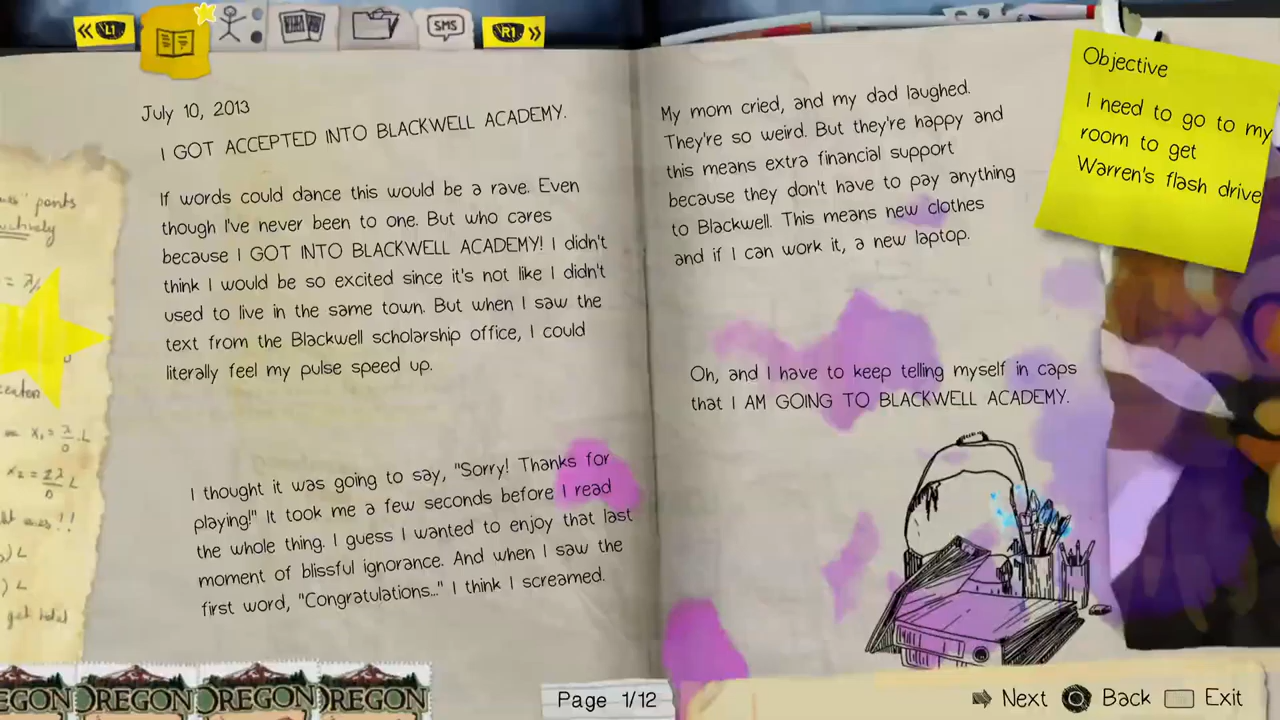 L1
SMS
R1
July 10, 2013
I GOT ACCEPTED INTO BLACKWELL ACADEMY.
If words could dance this would be a rave. Even
though I've never been to one. But who cares
because I GOT INTO BLACKWELL ACADEMY! I didn't
think I would be so excited since it's not like I didn't
used to live in the same town. But when I saw the
text from the Blackwell scholarship office, I could
literally feel my pulse speed up.
I thought it was going to say, "Sorry! Thanks for
playing!" It took me a few seconds before I read
the whole thing. I guess I wanted to enjoy that last
moment of blissful ignorance. And when I saw the
first word, "Congratulations..." I think I screamed.
My mom cried, and my dad laughed.
They're so weird. But they're happy and
this means extra financial support
because they don't have to pay anything
to Blackwell. This means new clothes
and if I can work it, a new laptop.
Oh, and I have to keep telling myself in caps
that I AM GOING TO BLACKWELL ACADEMY.
Objective
I need to go to my
room to get
Warren's flash drive
pants
get total
EGON OREGON OREGON OREGON
Page 1/12
Next Back Exit